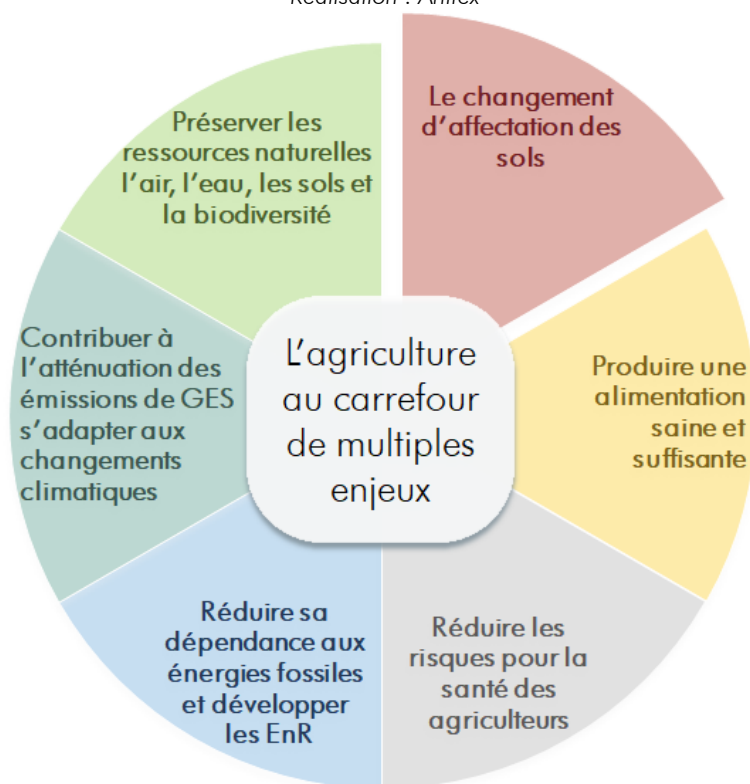 Réalisation : Artifex
Le changement
d'affectation des
sols
Préserver les
ressources naturelles
l'air, l'eau, les sols et
la biodiversité
Contribuer à
l'atténuation des
émissions de GES
s'adapter aux
changements
climatiques
L'agriculture
au carrefour
de multiples
enjeux
Produire une
alimentation
saine et
suffisante
Réduire sa
dépendance aux
énergies fossiles
et développer
les EnR
Réduire les
risques pour la
santé des
agriculteurs